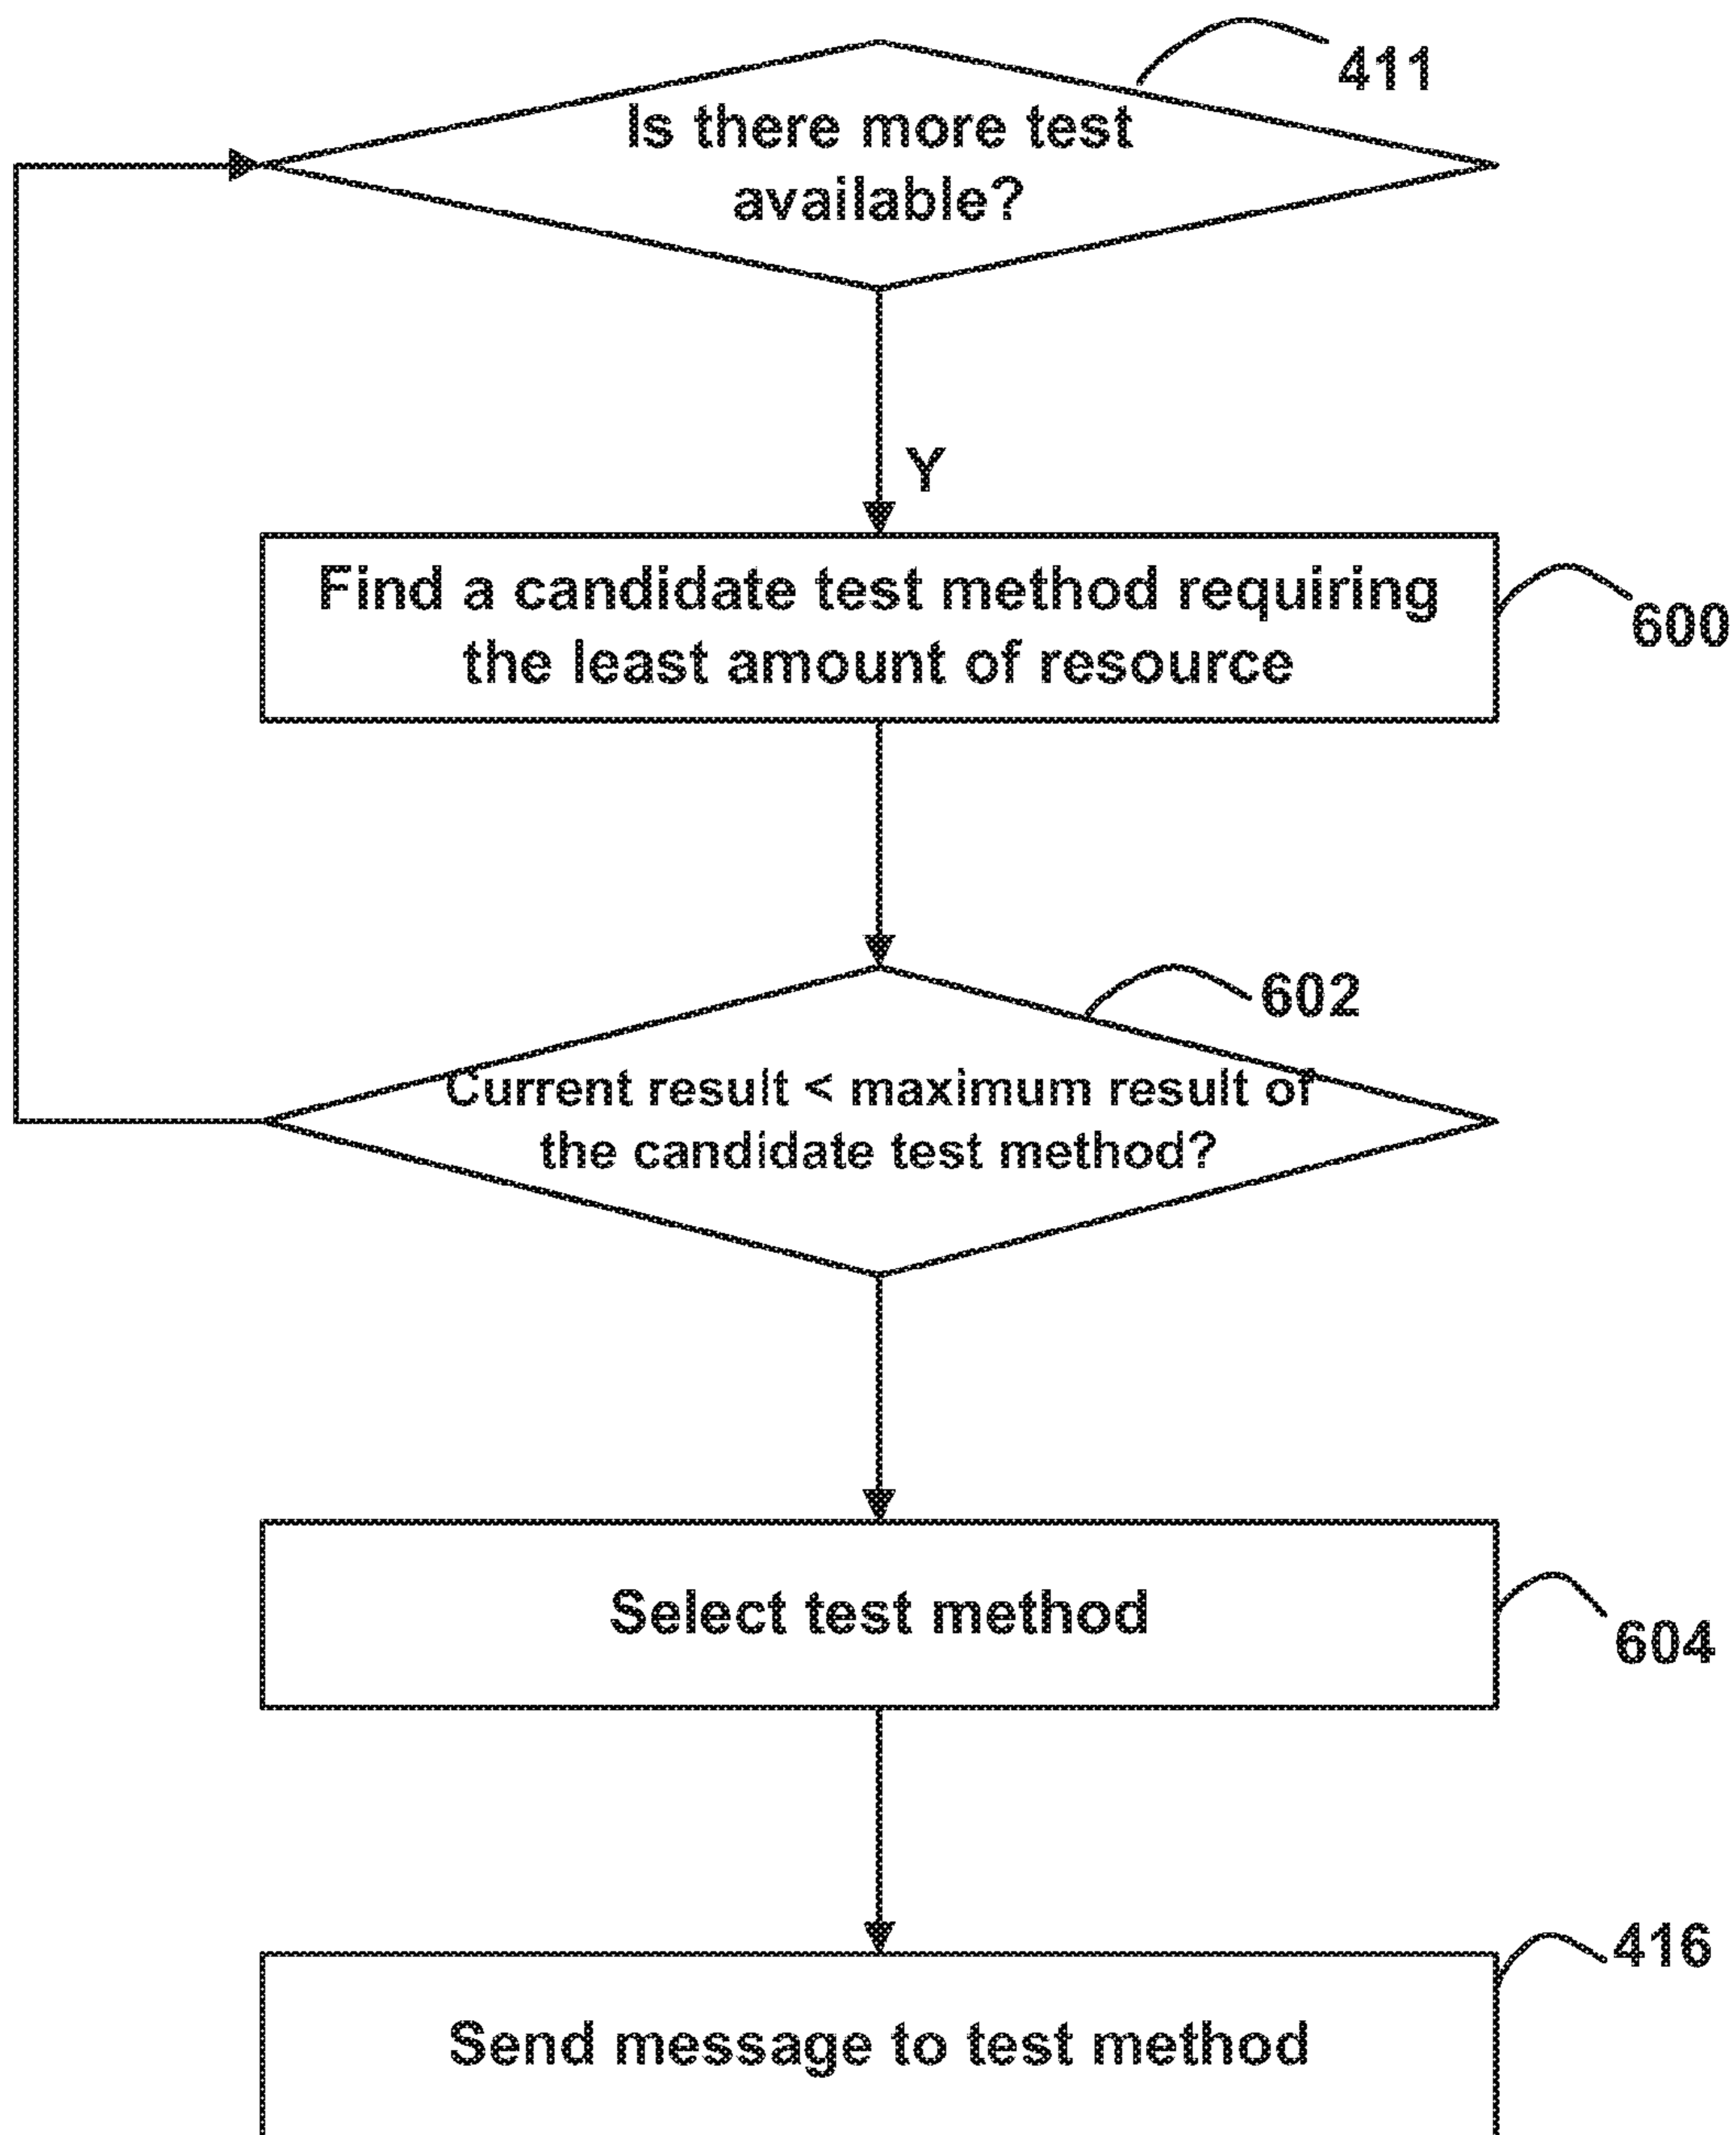 411
Is there more test
available?
Y
Find a candidate test method requiring
the least amount of resource
600
602
Current result < maximum result of
the candidate test method?
Select test method
604
416
Send message to test method